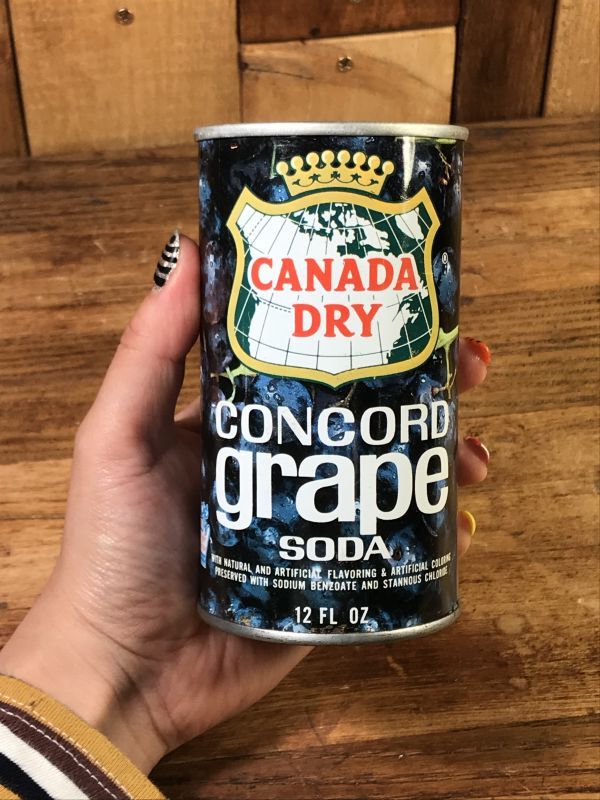 CANADA
DRY
®
CONCORD
grape
SODA
WITH NATURAL AND ARTIFICIAL FLAVORING & ARTIFICIAL COLORING
PRESERVED WITH SODIUM BENZOATE AND STANNOUS CHLORIDE
12 FL OZ